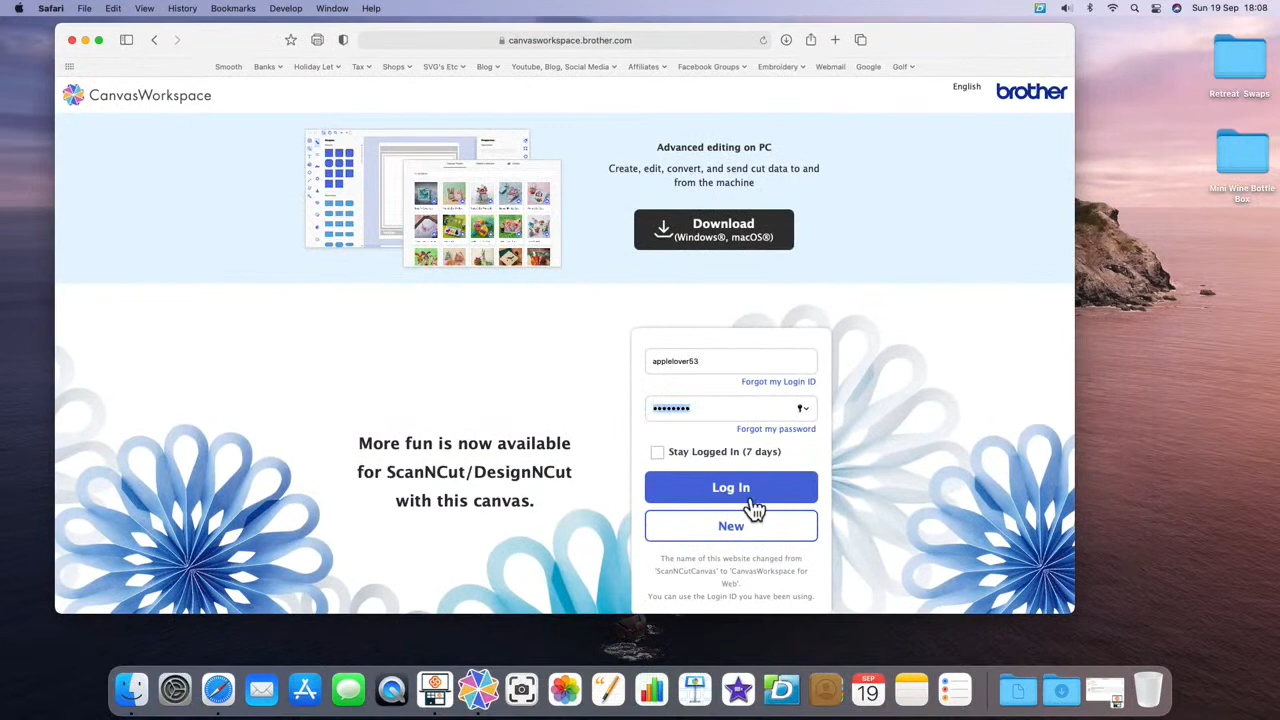 Safari File Edit View History Bookmarks Develop Window Help
Sun 19 Sep 18:08
canvasworkspace.brother.com
Smooth Banks Holiday Let Tax Shops SVG's Etc Blog Youtube, Blog, Social Media Affiliates Facebook Groups Embroidery Webmail Google Golf
CanvasWorkspace
English
brother
Advanced editing on PC
Create, edit, convert, and send cut data to and
from the machine
Download
(Windows®, macOS®)
applelover53
Forgot my Login ID
••••••••
Forgot my password
Stay Logged In (7 days)
Log In
New
More fun is now available
for ScanNCut/DesignNCut
with this canvas.
The name of this website changed from
'ScanNCutCanvas' to 'CanvasWorkspace for
Web'.
You can use the Login ID you have been using.
Retreat Swaps
Mini Wine Bottle
Box
SEP
19